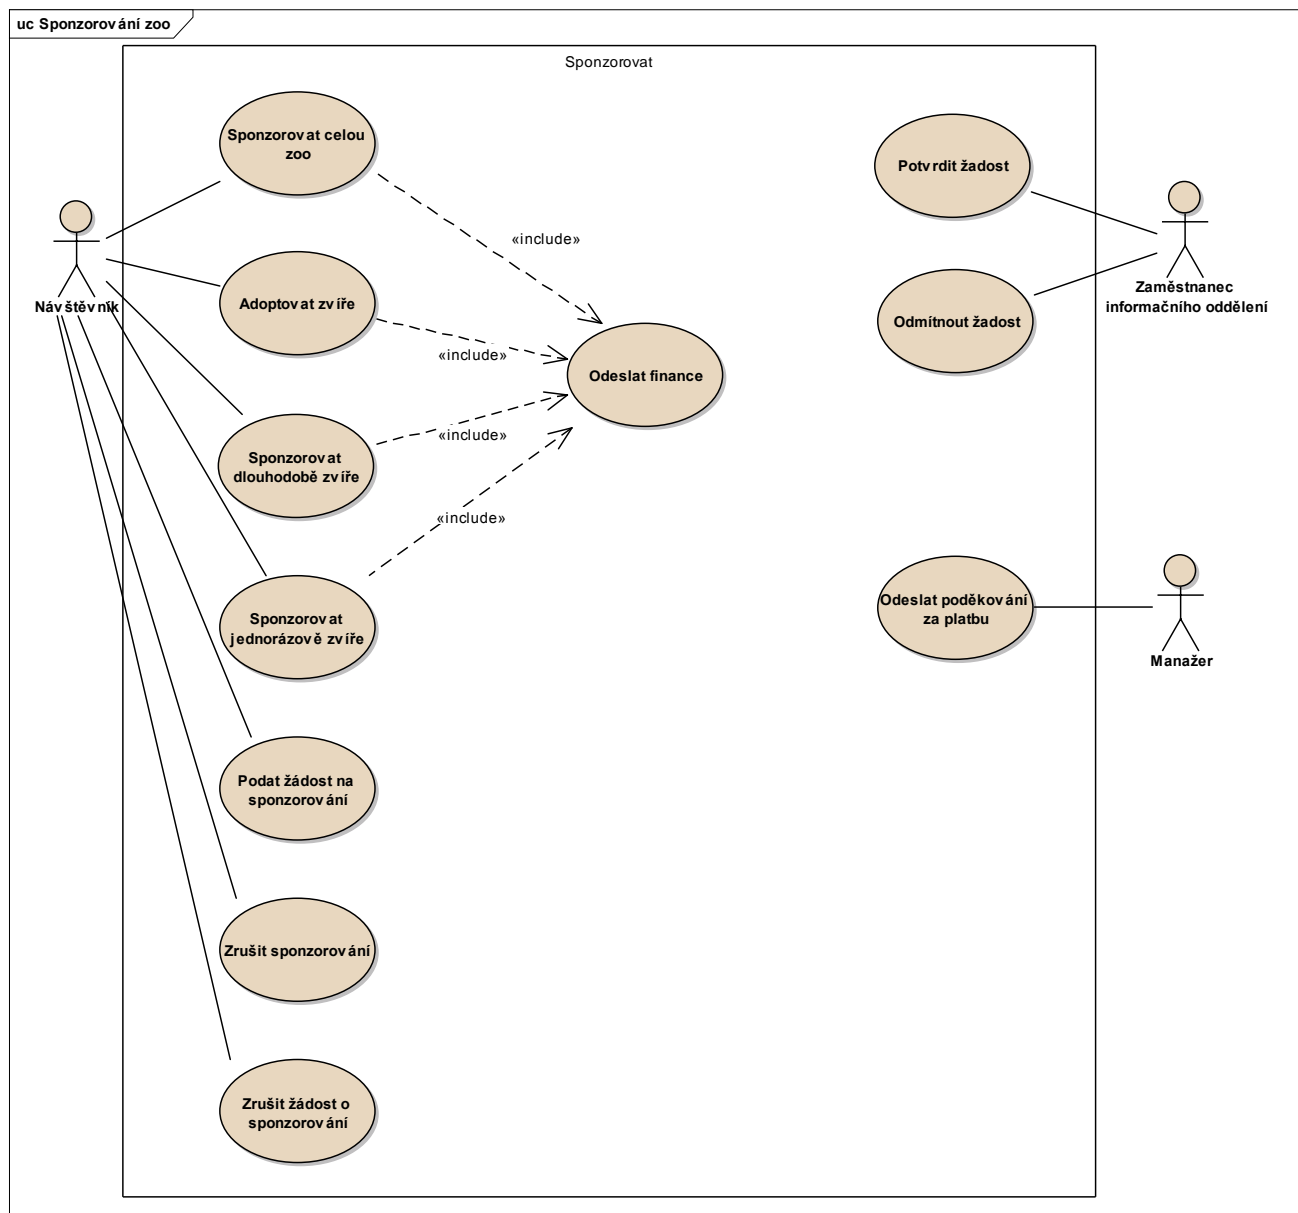 uc Sponzorování zoo
Sponzorovat
Sponzorovat celou
zoo
Potvrdit žadost
«include»
Návštěvník
Adoptovat zvíře
Zaměstnanec
informačního oddělení
Odmítnout žadost
«include»
Odeslat finance
«include»
Sponzorovat
dlouhodobě zvíře
«include»
Odeslat poděkování
za platbu
Sponzorovat
jednorázově zvíře
Manažer
Podat žádost na
sponzorování
Zrušit sponzorování
Zrušit žádost o
sponzorování